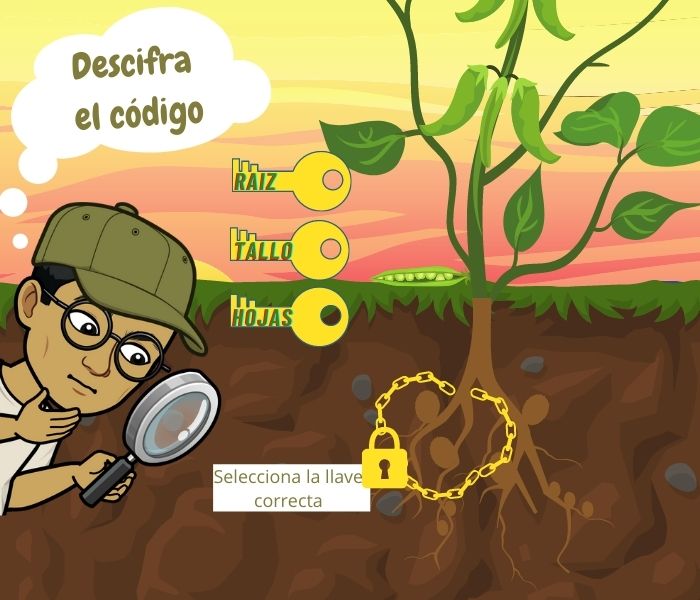 Descifra
el código
RAIZ
TALLO
HOJAS
Selecciona la llave
correcta